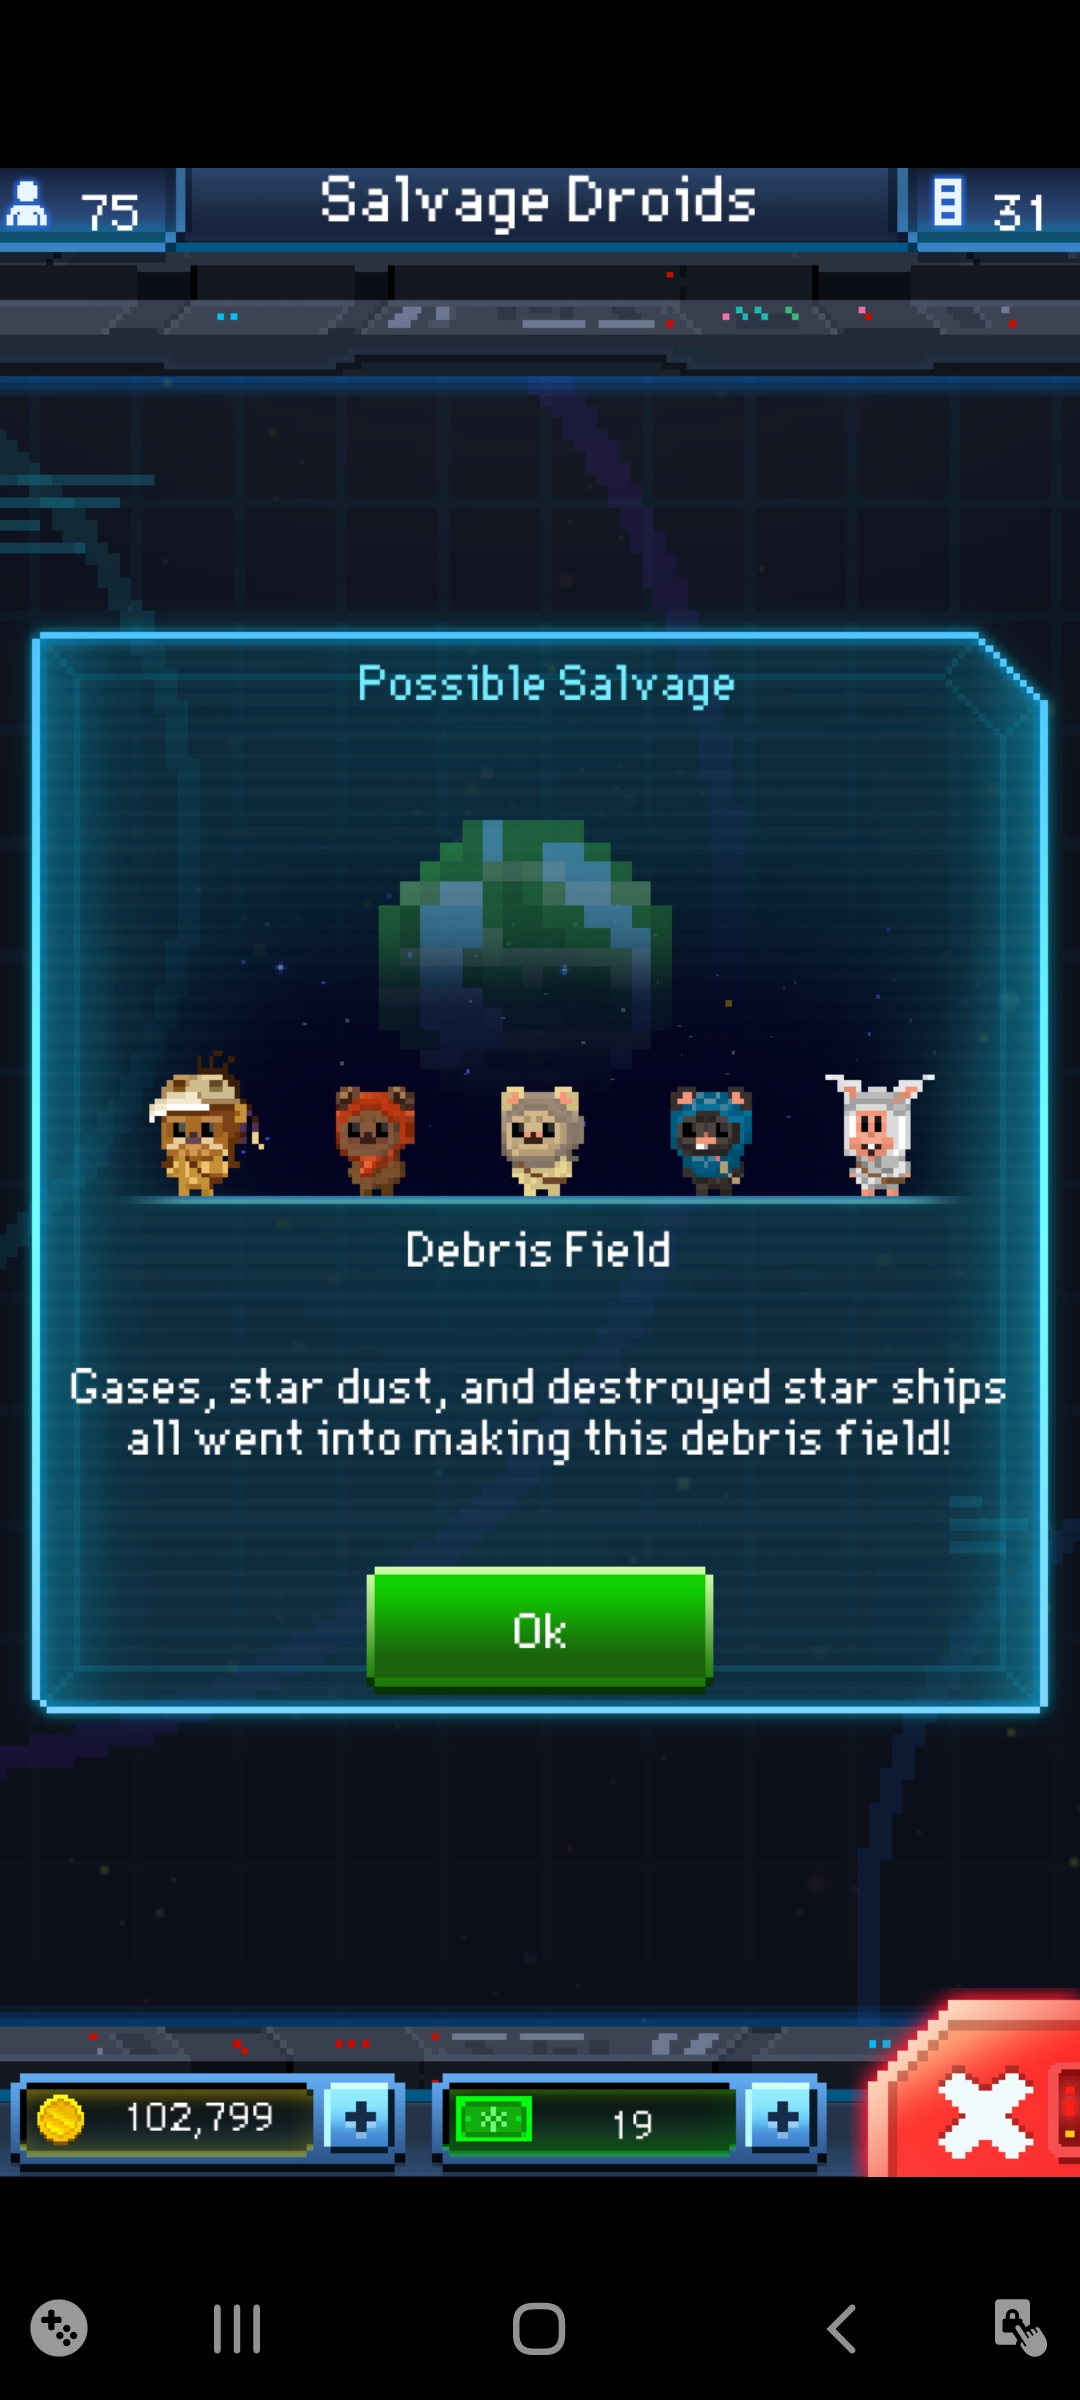 75
Salvage Droids
31
Possible Salvage
Debris Field
Gases, star dust, and destroyed star ships
all went into making this debris field!
Ok
102,799
19